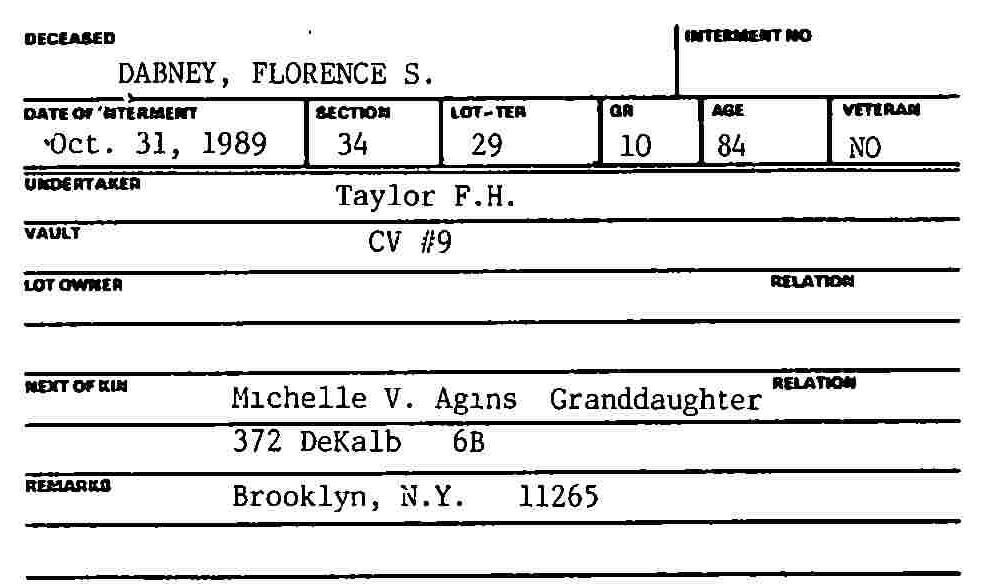 DECEASED INTERMENT NO
DABNEY, FLORENCE S.
DATE OF INTERMENT SECTION LOT-TER GR AGE VETERAN
Oct. 31, 1989 34 29 10 84 NO
UNDERTAKER Taylor F.H.
VAULT CV #9
LOT OWNER RELATION
NEXT OF KIN RELATION
Michelle V. Agins Granddaughter
372 DeKalb 6B
REMARKS Brooklyn, N.Y. 11265